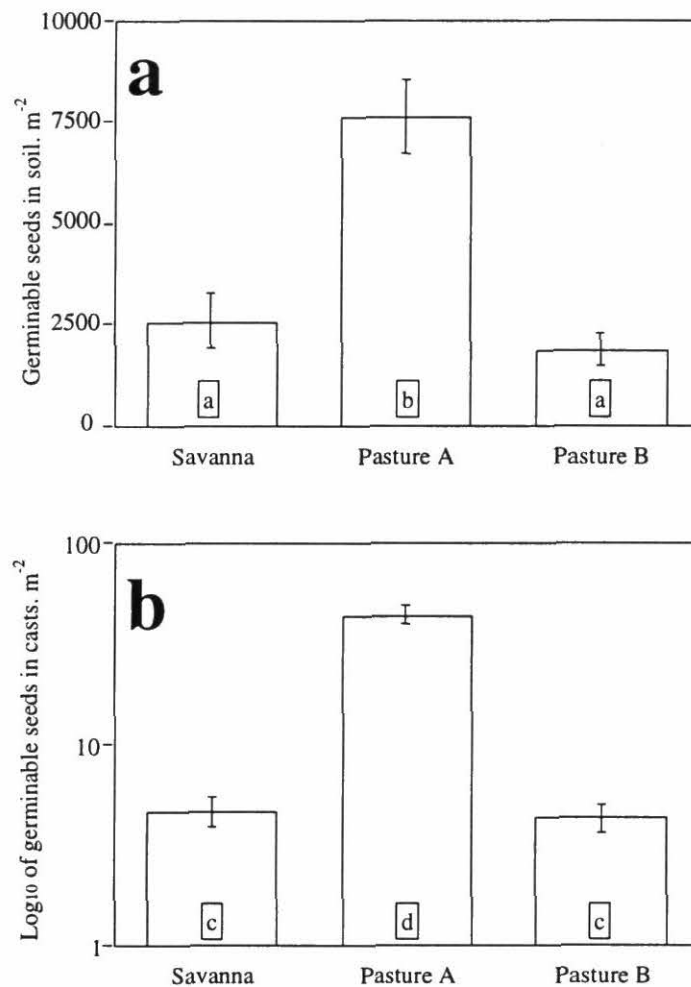 a
Germinable seeds in soil. m-2
10000
7500
5000
2500
0
a
b
a
Savanna
Pasture A
Pasture B
b
Log10 of germinable seeds in casts. m-2
100
10
1
c
d
c
Savanna
Pasture A
Pasture B